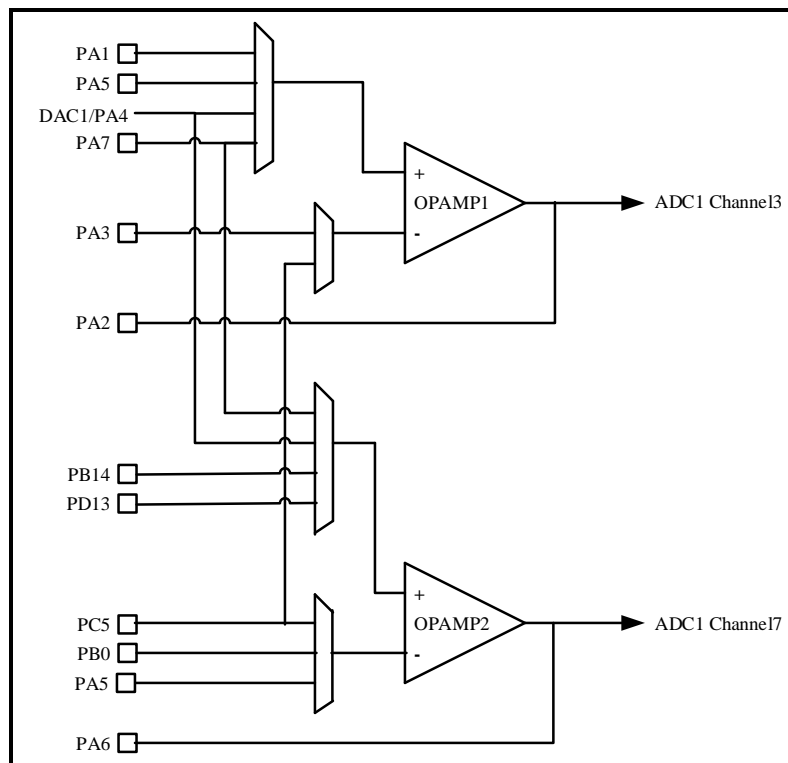 PA1
PA5
DAC1/PA4
PA7
+
OPAMP1
-
ADC1 Channel3
PA3
PA2
PB14
PD13
+
OPAMP2
-
ADC1 Channel7
PC5
PB0
PA5
PA6